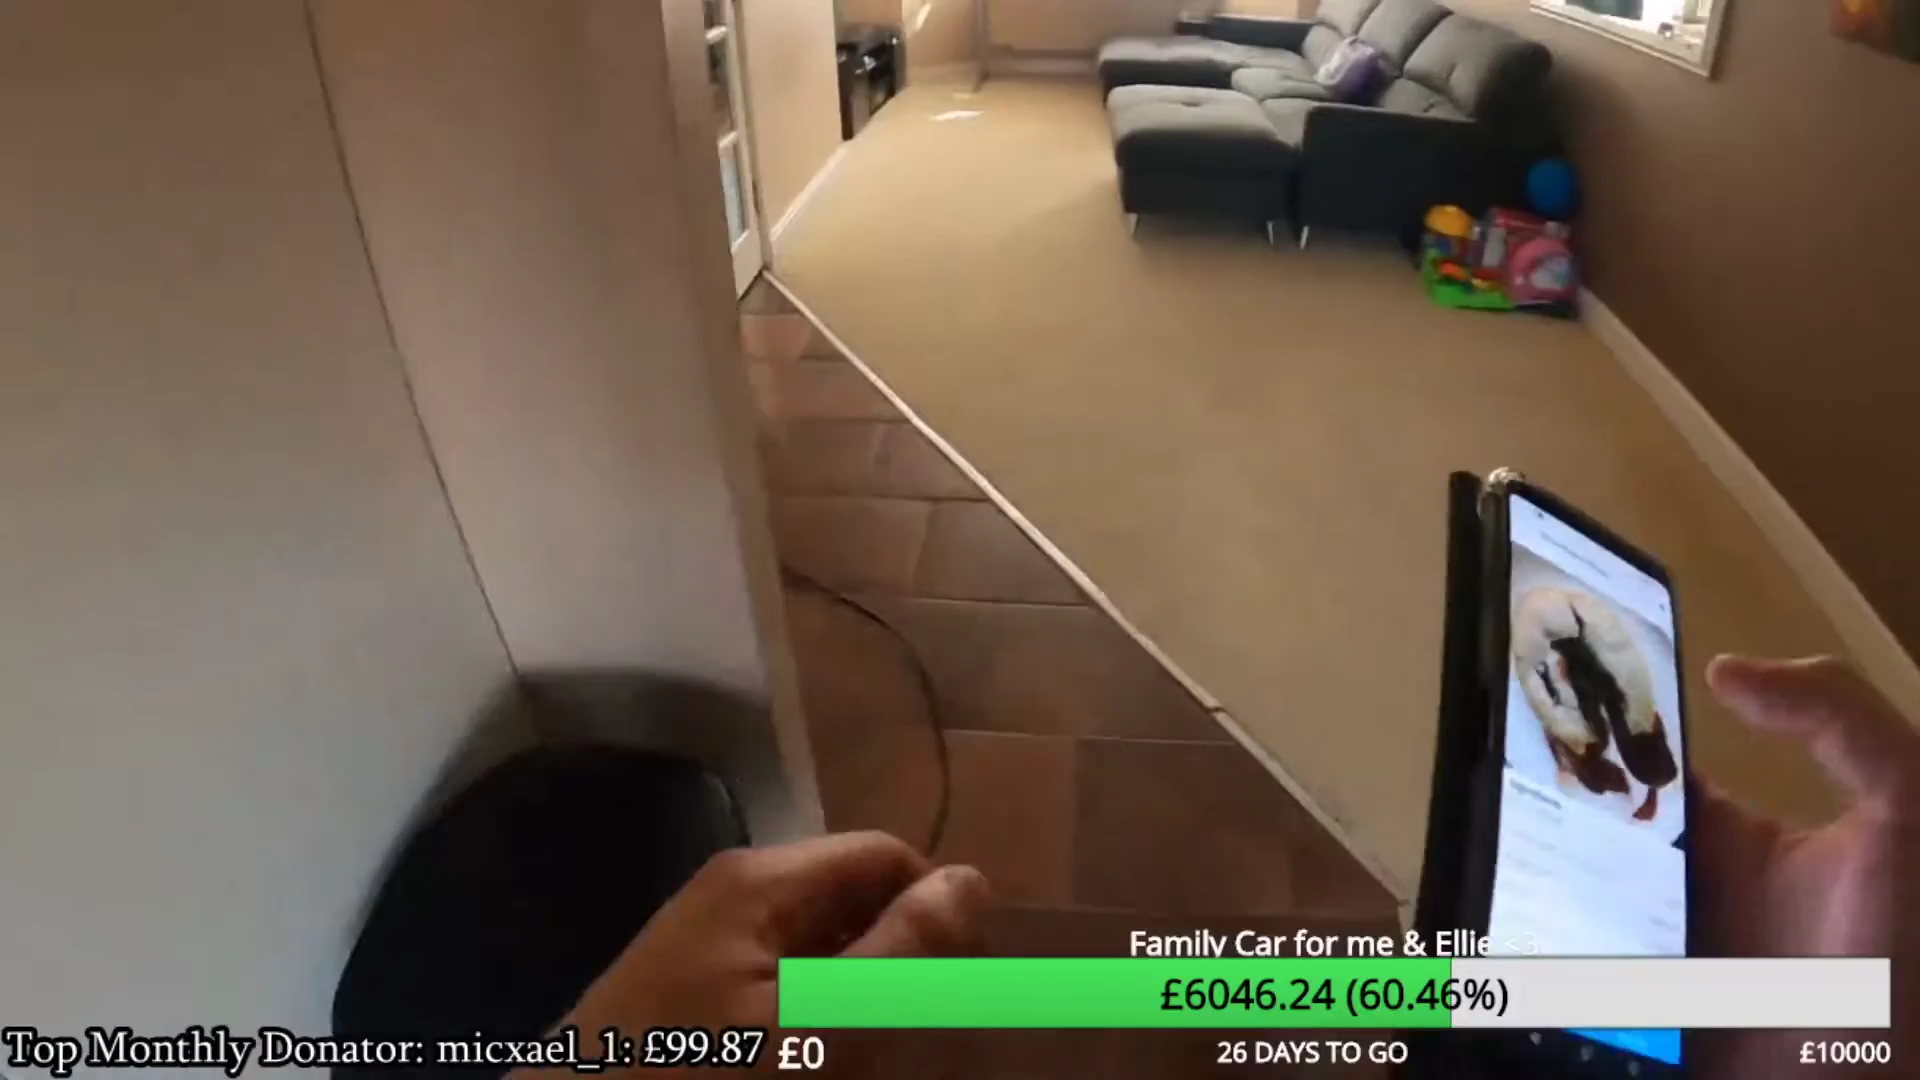 Family Car for me & Ellie <3
£6046.24 (60.46%)
Top Monthly Donator: micxael_1: £99.87
£0
26 DAYS TO GO
£10000